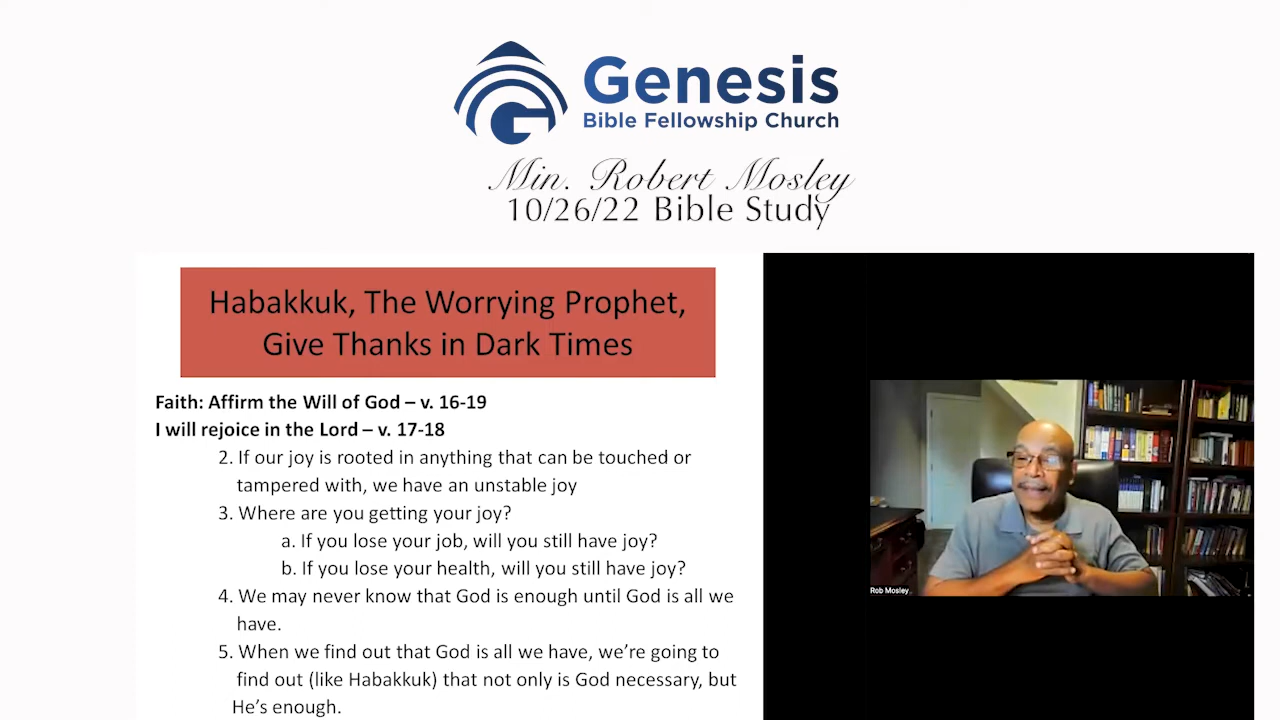 Genesis
Bible Fellowship Church
Min. Robert Mosley
10/26/22 Bible Study
Habakkuk, The Worrying Prophet,
Give Thanks in Dark Times
Faith: Affirm the Will of God – v. 16-19
I will rejoice in the Lord – v. 17-18
2. If our joy is rooted in anything that can be touched or
tampered with, we have an unstable joy
3. Where are you getting your joy?
a. If you lose your job, will you still have joy?
b. If you lose your health, will you still have joy?
4. We may never know that God is enough until God is all we
have.
5. When we find out that God is all we have, we’re going to
find out (like Habakkuk) that not only is God necessary, but
He’s enough.
Rob Mosley